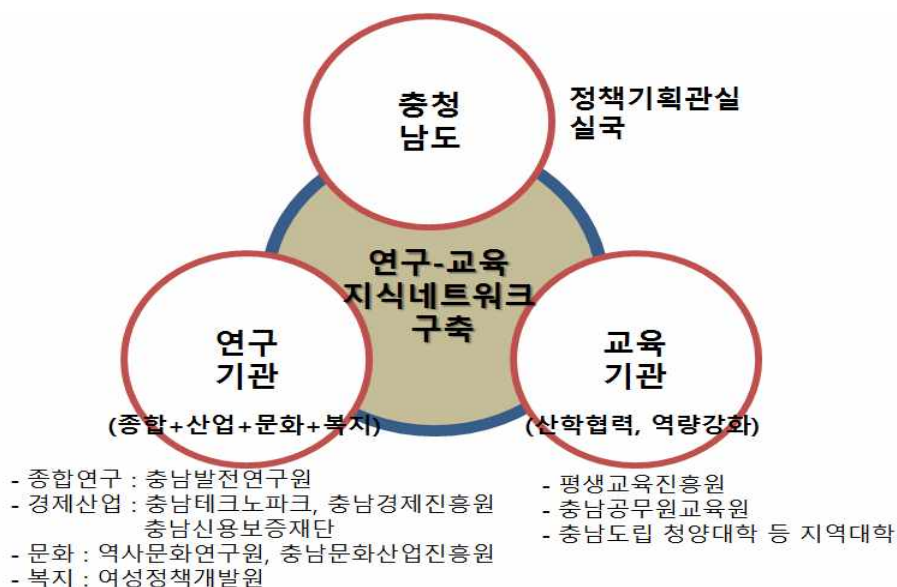 충청
남도
정책기획관실
실국
연구-교육
지식네트워크
구축
연구
기관
(종합+산업+문화+복지)
교육
기관
(산학협력, 역량강화)
- 종합연구 : 충남발전연구원
- 경제산업 : 충남테크노파크, 충남경제진흥원
충남신용보증재단
- 문화 : 역사문화연구원, 충남문화산업진흥원
- 복지 : 여성정책개발원
- 평생교육진흥원
- 충남공무원교육원
- 충남도립 청양대학 등 지역대학